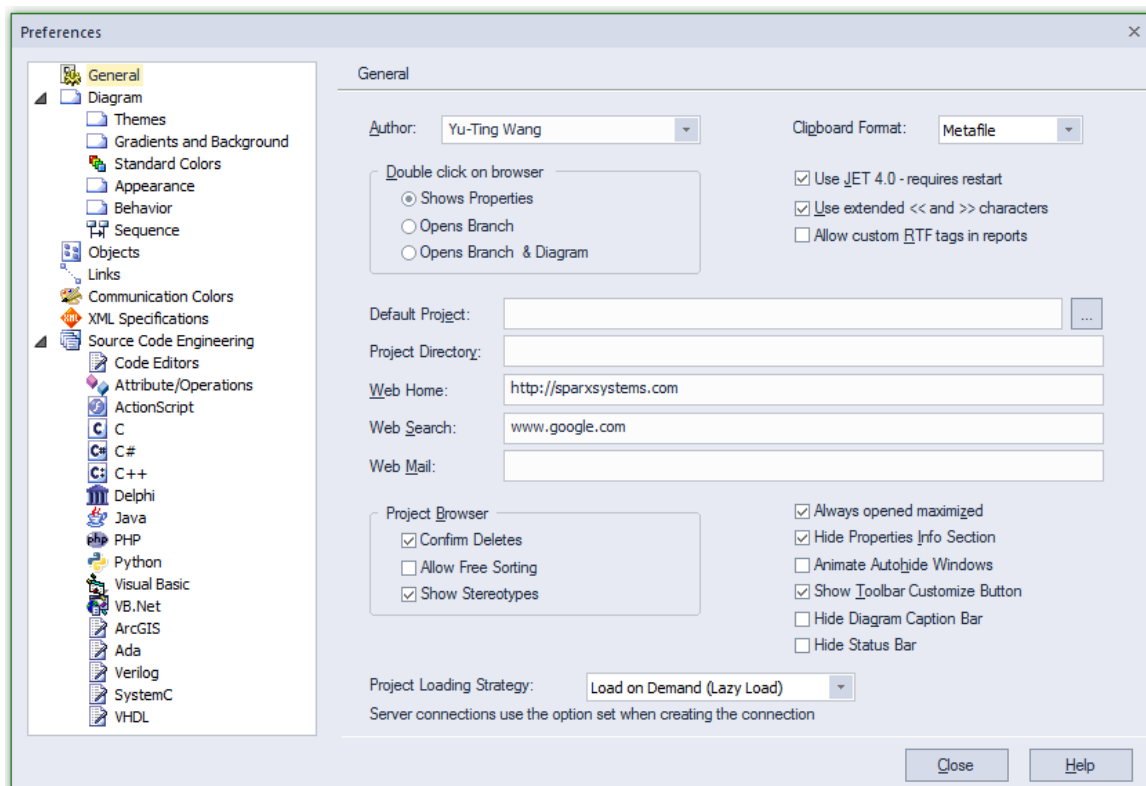 Preferences
General
Diagram
Themes
Gradients and Background
Standard Colors
Appearance
Behavior
Sequence
Objects
Links
Communication Colors
XML Specifications
Source Code Engineering
Code Editors
Attribute/Operations
ActionScript
C
C#
C++
Delphi
Java
PHP
Python
Visual Basic
VB.Net
ArcGIS
Ada
Verilog
SystemC
VHDL
General
Author: Yu-Ting Wang
Clipboard Format: Metafile
Double click on browser
Shows Properties
Opens Branch
Opens Branch & Diagram
Use JET 4.0 - requires restart
Use extended << and >> characters
Allow custom RTF tags in reports
Default Project: ...
Project Directory:
Web Home: http://sparxsystems.com
Web Search: www.google.com
Web Mail:
Project Browser
Confirm Deletes
Allow Free Sorting
Show Stereotypes
Always opened maximized
Hide Properties Info Section
Animate Autohide Windows
Show Toolbar Customize Button
Hide Diagram Caption Bar
Hide Status Bar
Project Loading Strategy: Load on Demand (Lazy Load)
Server connections use the option set when creating the connection
Close Help